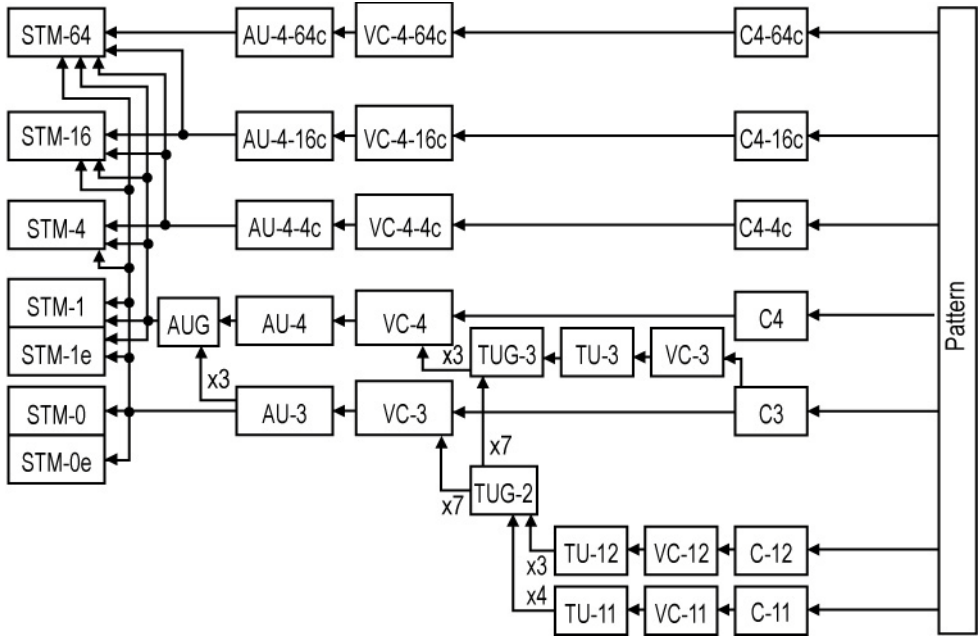 STM-64
AU-4-64c
VC-4-64c
C4-64c
STM-16
AU-4-16c
VC-4-16c
C4-16c
STM-4
AU-4-4c
VC-4-4c
C4-4c
STM-1
AUG
AU-4
VC-4
C4
STM-1e
x3
TUG-3
TU-3
VC-3
x3
STM-0
AU-3
VC-3
C3
STM-0e
x7
x7
TUG-2
x3
TU-12
VC-12
C-12
x4
TU-11
VC-11
C-11
Pattern